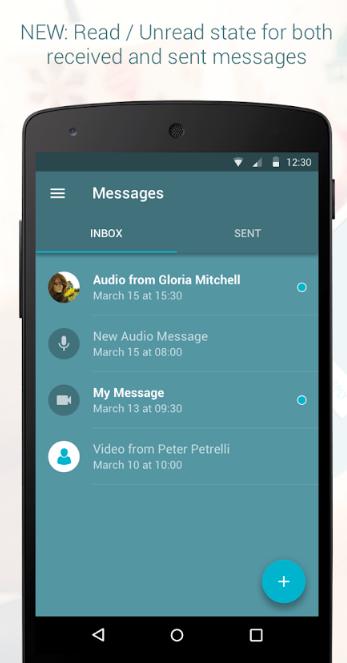 NEW: Read / Unread state for both
received and sent messages
12:30
Messages
INBOX
SENT
Audio from Gloria Mitchell
March 15 at 15:30
New Audio Message
March 15 at 08:00
My Message
March 13 at 09:30
Video from Peter Petrelli
March 10 at 10:00